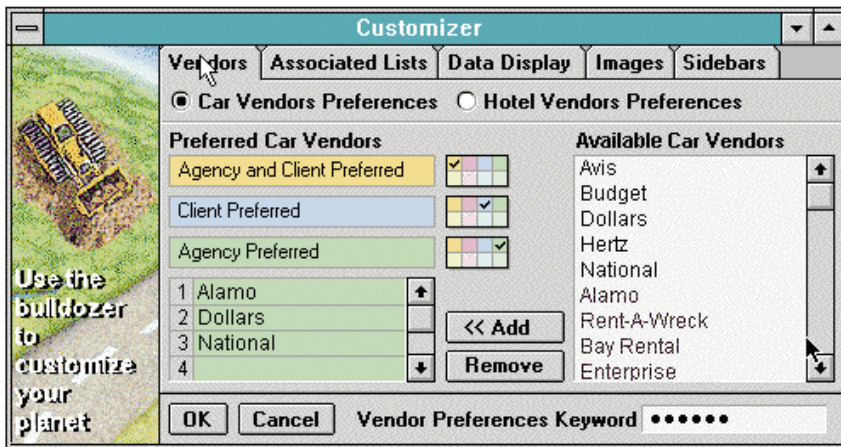 Customizer
Vendors Associated Lists Data Display Images Sidebars
Car Vendors Preferences Hotel Vendors Preferences
Preferred Car Vendors
Agency and Client Preferred
Client Preferred
Agency Preferred
1 Alamo
2 Dollars
3 National
4
<< Add
Remove
Available Car Vendors
Avis
Budget
Dollars
Hertz
National
Alamo
Rent-A-Wreck
Bay Rental
Enterprise
Use the
bulldozer
to
customize
your
planet
OK Cancel Vendor Preferences Keyword ••••••